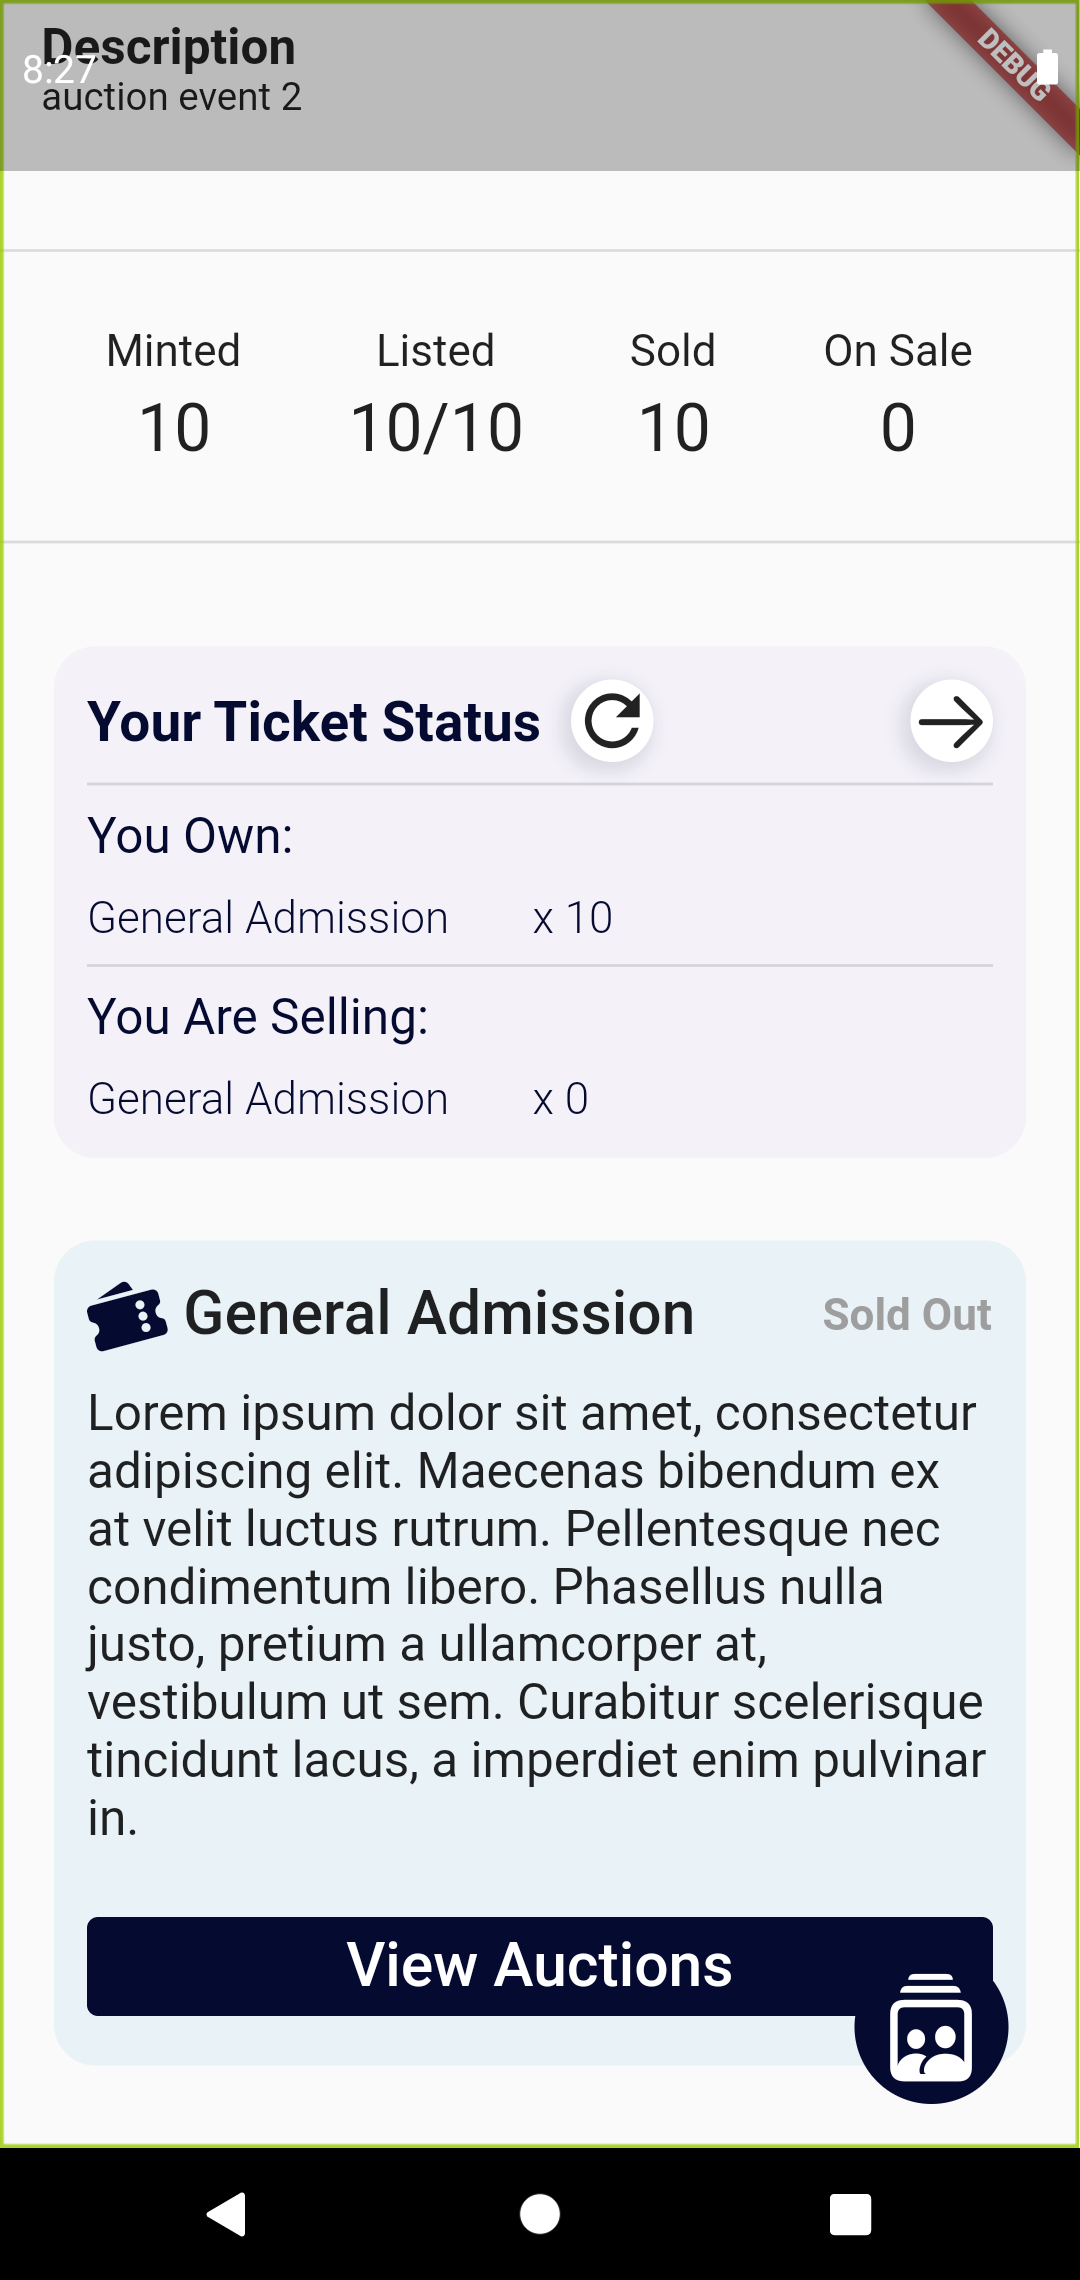 Description
8:27
auction event 2
DEBUG
Minted Listed Sold On Sale
10 10/10 10 0
Your Ticket Status
You Own:
General Admission x 10
You Are Selling:
General Admission x 0
General Admission Sold Out
Lorem ipsum dolor sit amet, consectetur
adipiscing elit. Maecenas bibendum ex
at velit luctus rutrum. Pellentesque nec
condimentum libero. Phasellus nulla
justo, pretium a ullamcorper at,
vestibulum ut sem. Curabitur scelerisque
tincidunt lacus, a imperdiet enim pulvinar
in.
View Auctions